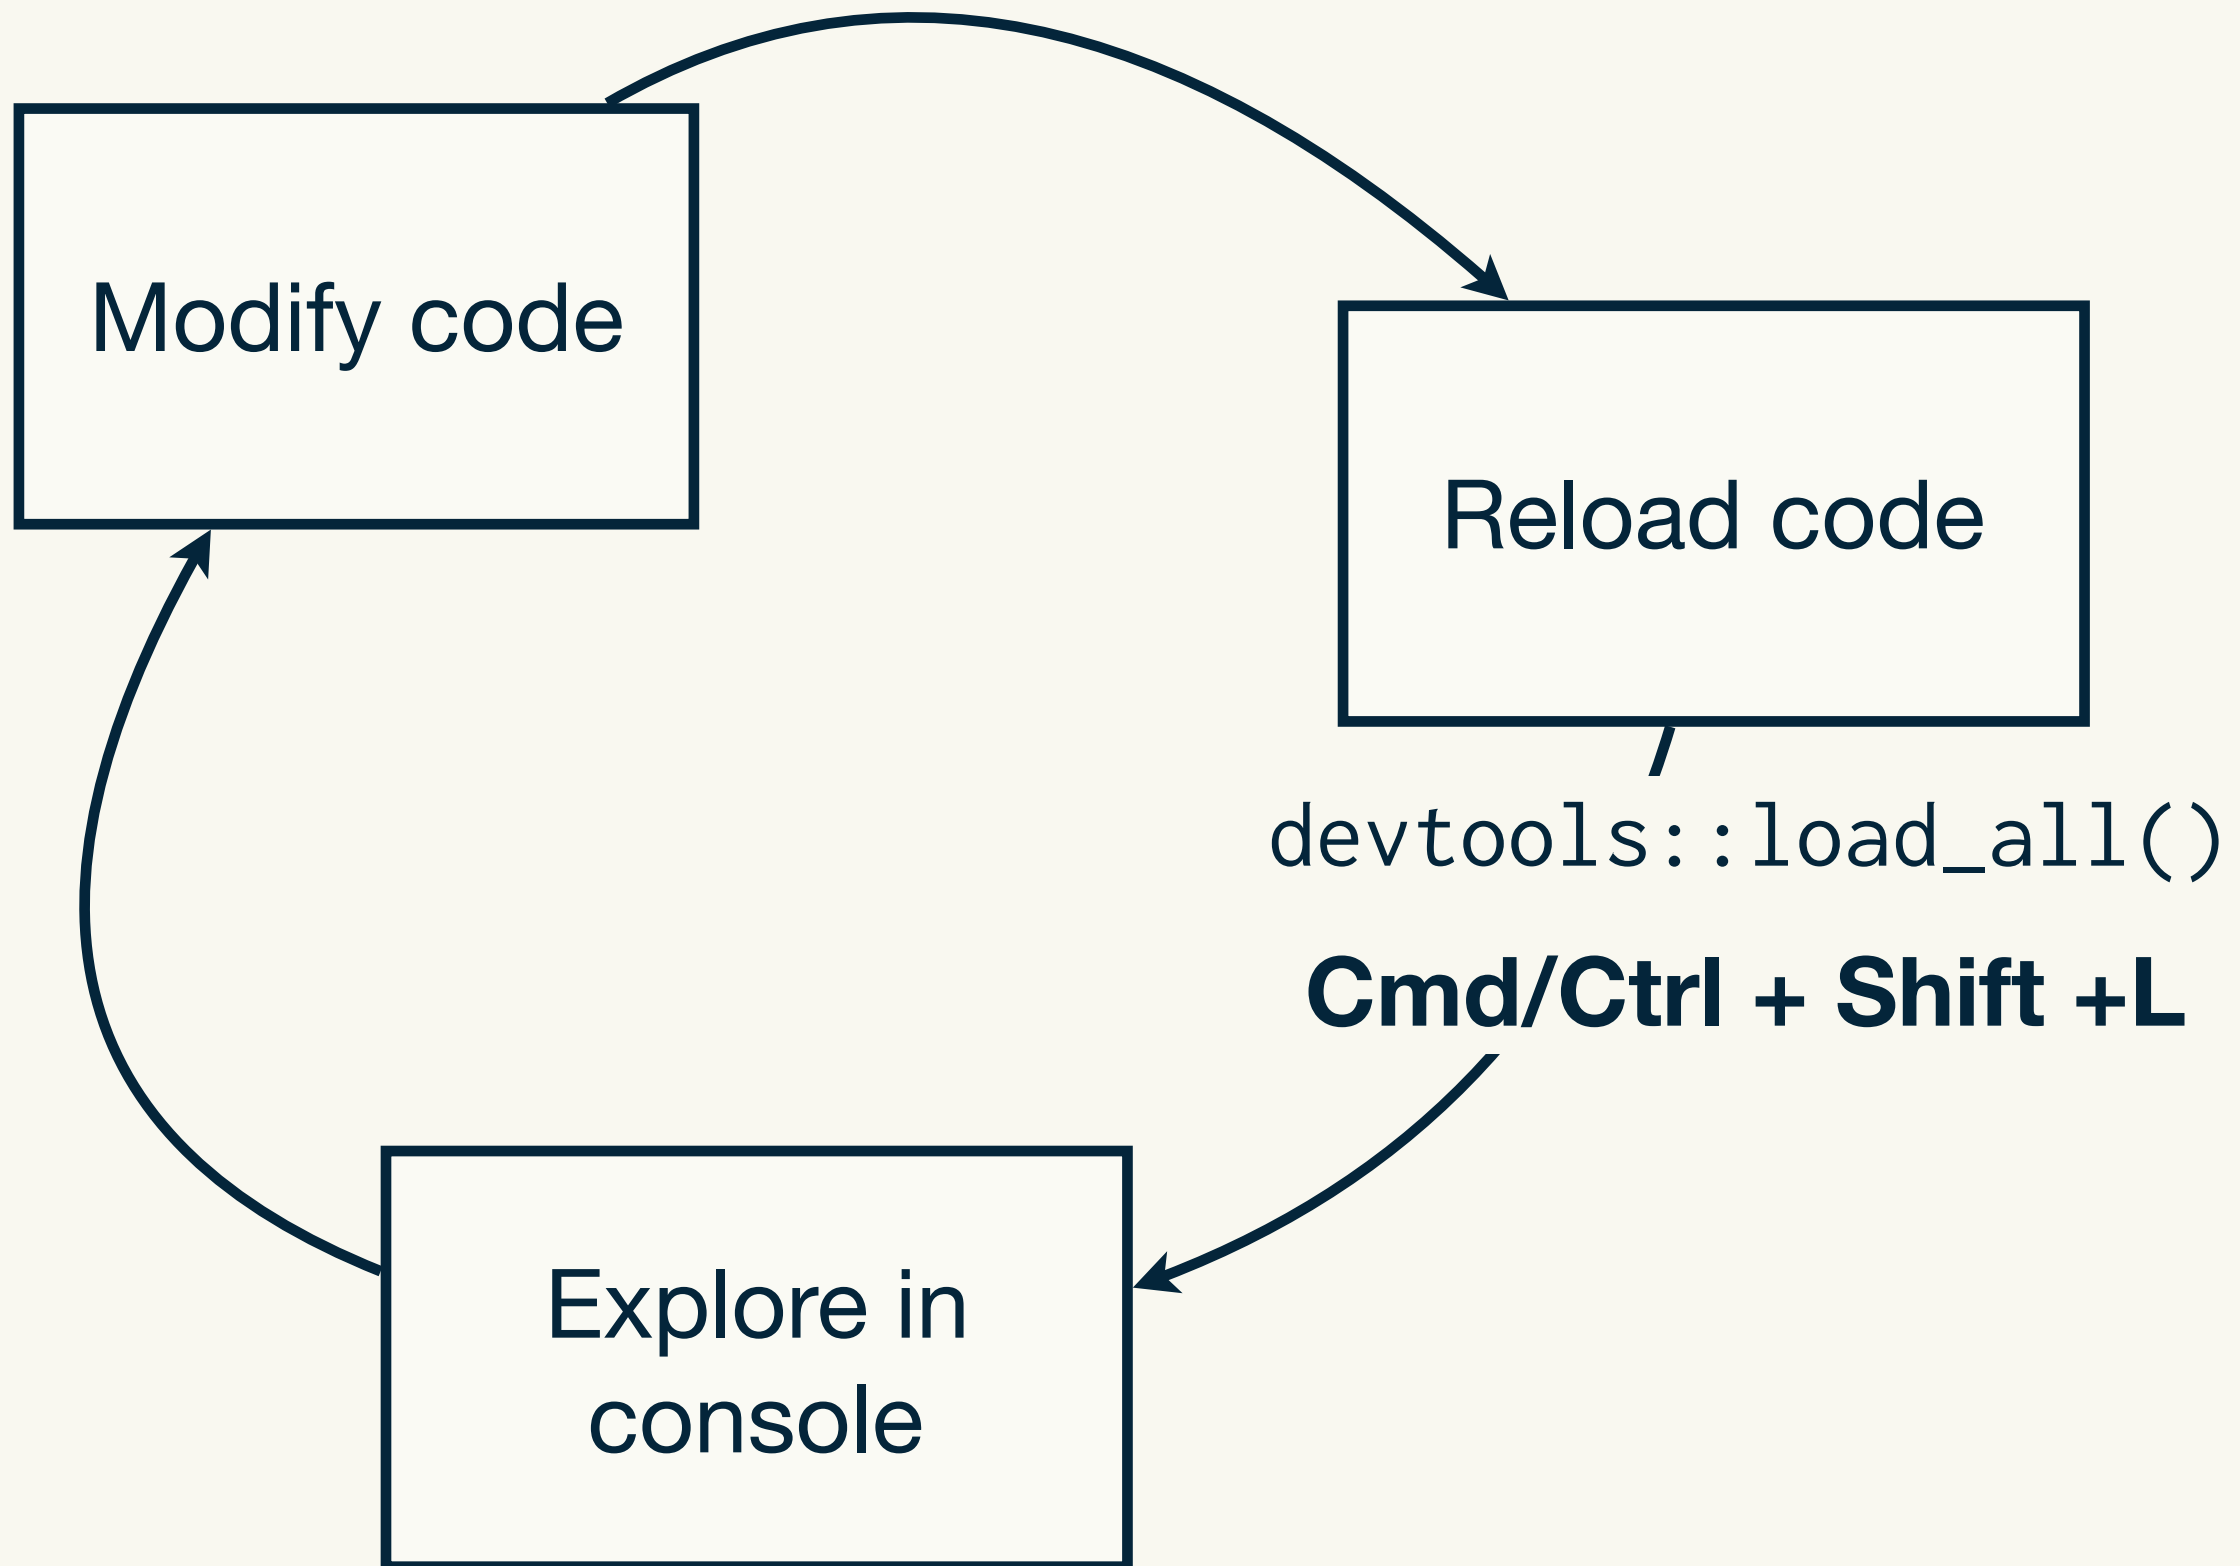 Modify code
Reload code
devtools::load_all()
Cmd/Ctrl + Shift +L
Explore in
console